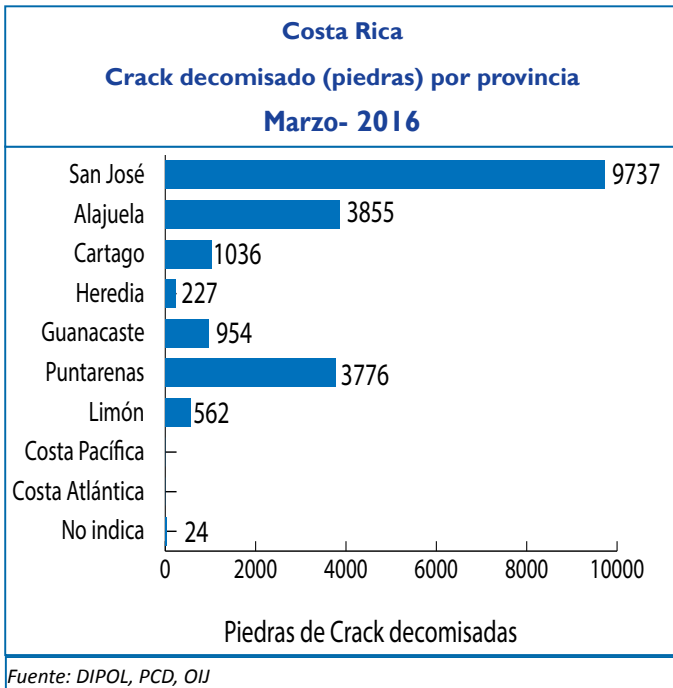 Costa Rica
Crack decomisado (piedras) por provincia
Marzo- 2016
San José 9737
Alajuela 3855
Cartago 1036
Heredia 227
Guanacaste 954
Puntarenas 3776
Limón 562
Costa Pacífica
Costa Atlántica
No indica 24
0 2000 4000 6000 8000 10000
Piedras de Crack decomisadas
Fuente: DIPOL, PCD, OIJ